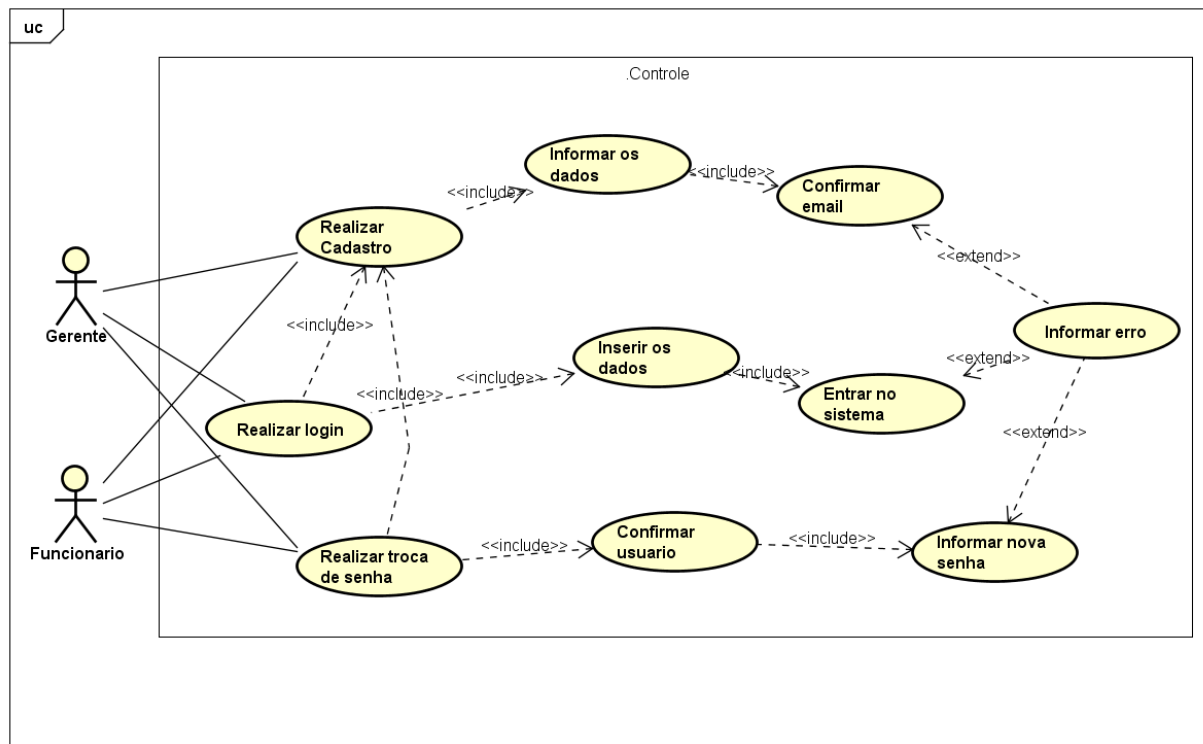 uc
.Controle
Informar os
dados
<<include>>
Confirmar
email
<<include>>
Realizar
Cadastro
<<extend>>
Gerente
<<include>>
Informar erro
Inserir os
dados
<<extend>>
<<include>>
<<include>>
Entrar no
sistema
Realizar login
<<extend>>
Funcionario
Confirmar
usuario
Realizar troca
de senha
<<include>>
<<include>>
Informar nova
senha